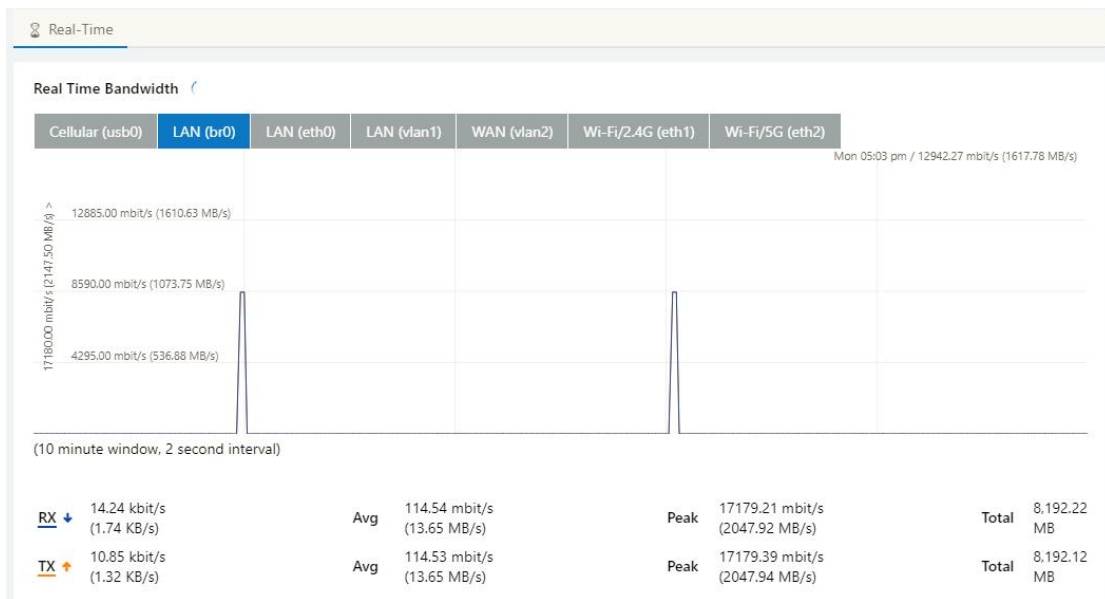 Real-Time
Real Time Bandwidth
Cellular (usb0) LAN (br0) LAN (eth0) LAN (vlan1) WAN (vlan2) Wi-Fi/2.4G (eth1) Wi-Fi/5G (eth2)
Mon 05:03 pm / 12942.27 mbit/s (1617.78 MB/s)
17180.00 mbit/s (2147.50 MB/s) >
12885.00 mbit/s (1610.63 MB/s)
8590.00 mbit/s (1073.75 MB/s)
4295.00 mbit/s (536.88 MB/s)
(10 minute window, 2 second interval)
RX 14.24 kbit/s Avg 114.54 mbit/s Peak 17179.21 mbit/s Total 8,192.22
(1.74 KB/s) (13.65 MB/s) (2047.92 MB/s) MB
TX 10.85 kbit/s Avg 114.53 mbit/s Peak 17179.39 mbit/s Total 8,192.12
(1.32 KB/s) (13.65 MB/s) (2047.94 MB/s) MB